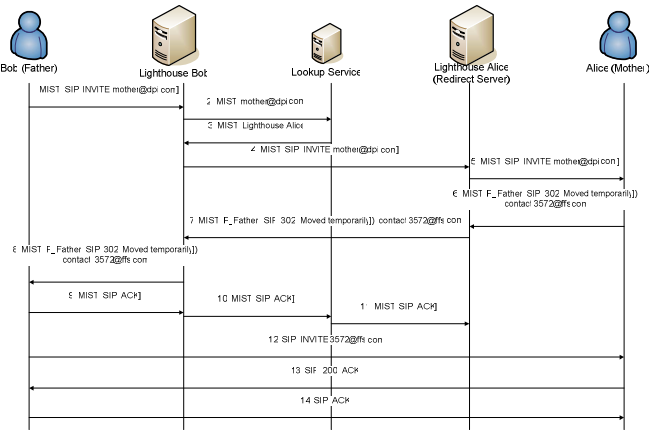 Bob (Father)
Lighthouse Bob
Lookup Service
Lighthouse Alice
(Redirect Server)
Alice (Mother)
MIST SIP INVITE mother@dpi com]
2 MIST mother@dpi com
3 MIST Lighthouse Alice
4 MIST SIP INVITE mother@dpi com]
5 MIST SIP INVITE mother@dpi com]
6 MIST F_Father SIP 302 Moved temporarily])
contact 3572@ffs com
7 MIST F_Father SIP 302 Moved temporarily]) contact 3572@ffs com
8 MIST F_Father SIP 302 Moved temporarily])
contact 3572@ffs com
9 MIST SIP ACK]
10 MIST SIP ACK]
11 MIST SIP ACK]
12 SIP INVITE 3572@ffs com
13 SIP 200 ACK
14 SIP ACK